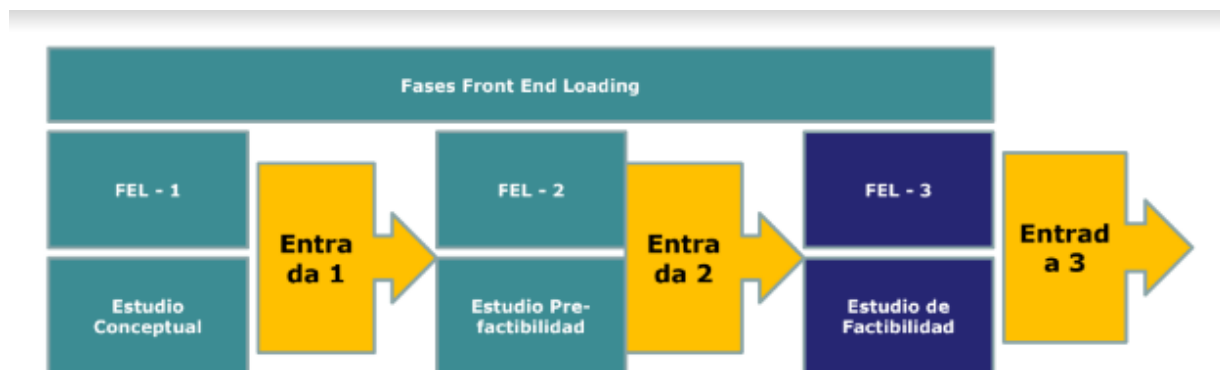 Fases Front End Loading
FEL - 1
Entra
da 1
FEL - 2
Entra
da 2
FEL - 3
Entrad
a 3
Estudio
Conceptual
Estudio Pre-
factibilidad
Estudio de
Factibilidad